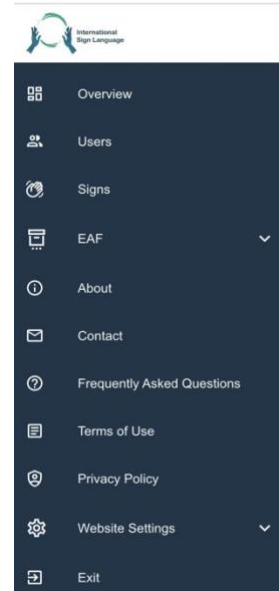 International
Sign Language
Overview
Users
Signs
EAF
About
Contact
Frequently Asked Questions
Terms of Use
Privacy Policy
Website Settings
Exit